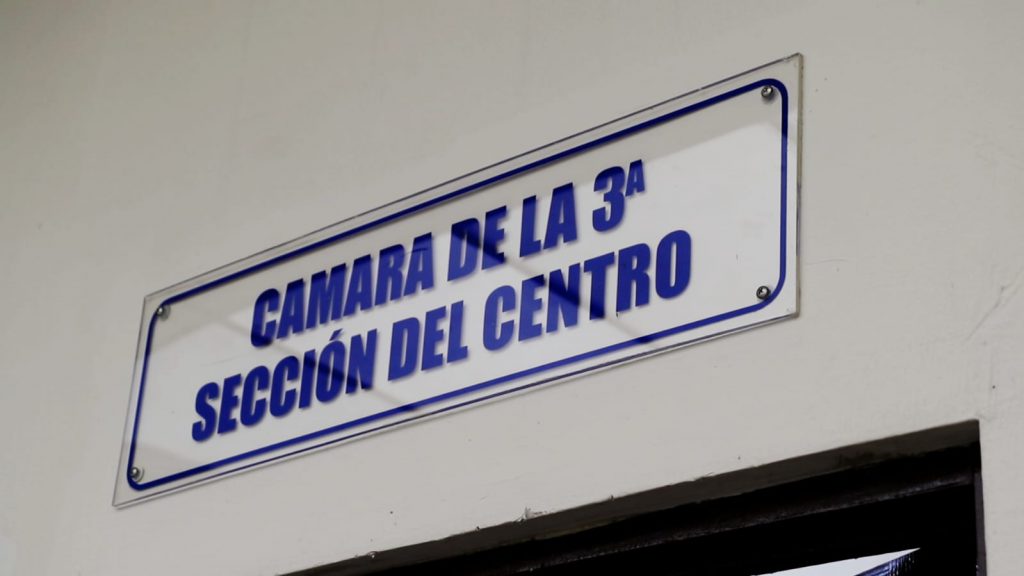 CAMARA DE LA 3ᴬ
SECCIÓN DEL CENTRO